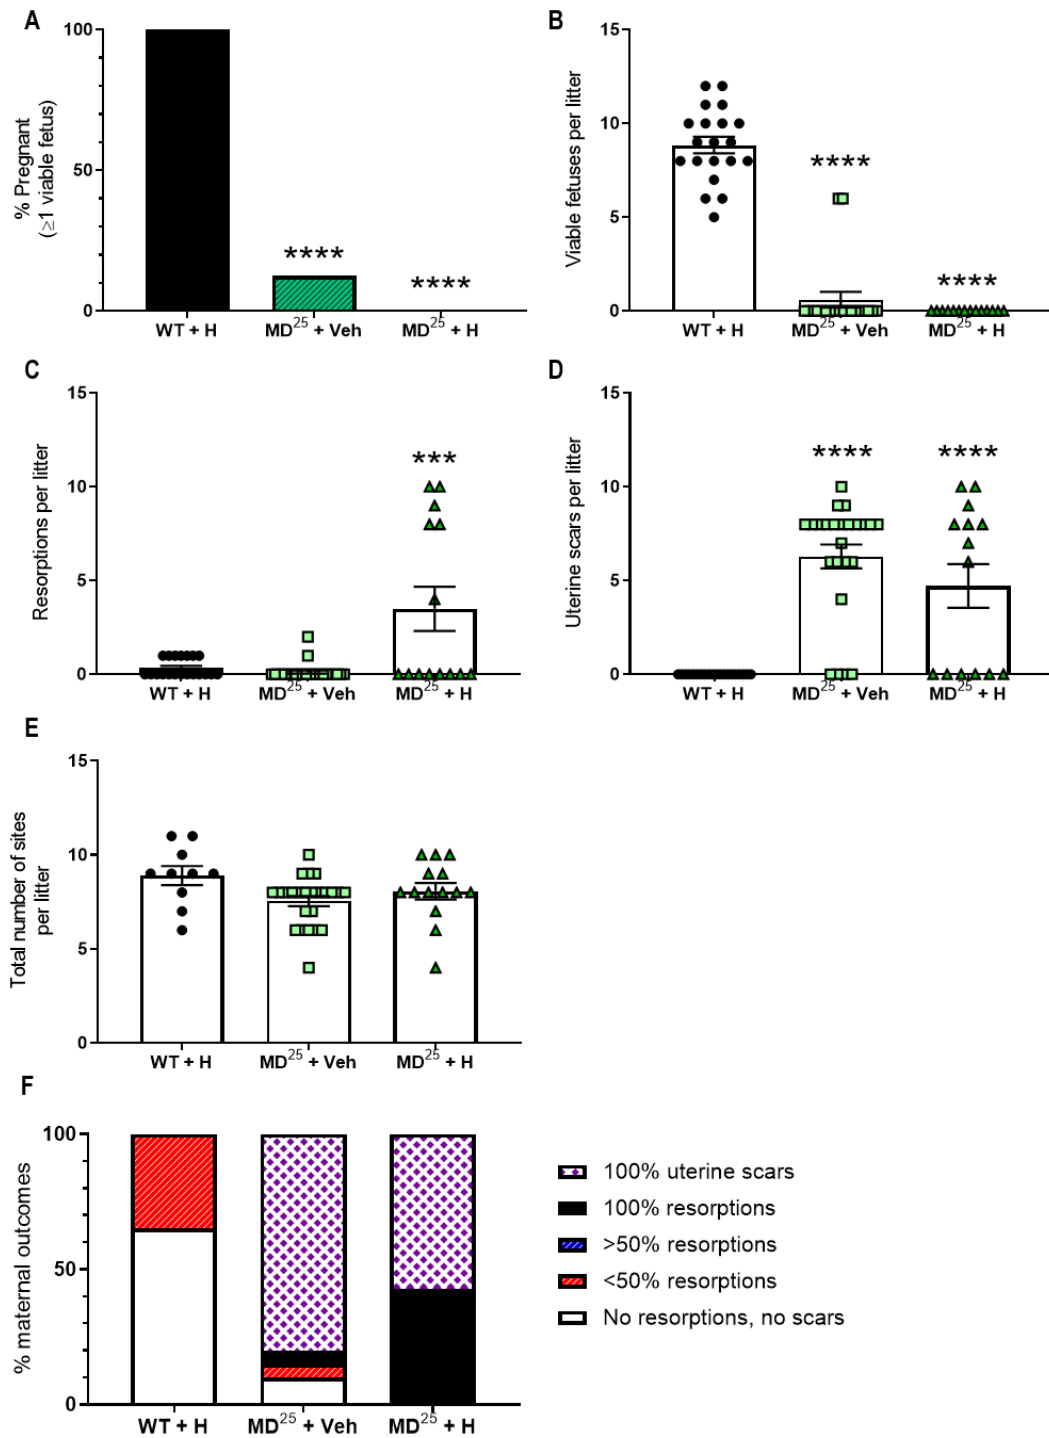 A
% Pregnant
(≥1 viable fetus)
100
50
0
****
****
WT + H
MD²⁵ + Veh
MD²⁵ + H
B
Viable fetuses per litter
15
10
5
0
****
****
WT + H
MD²⁵ + Veh
MD²⁵ + H
C
Resorptions per litter
15
10
5
0
***
WT + H
MD²⁵ + Veh
MD²⁵ + H
D
Uterine scars per litter
15
10
5
0
****
****
WT + H
MD²⁵ + Veh
MD²⁵ + H
E
Total number of sites
per litter
15
10
5
0
WT + H
MD²⁵ + Veh
MD²⁵ + H
F
% maternal outcomes
100
50
0
WT + H
MD²⁵ + Veh
MD²⁵ + H
100% uterine scars
100% resorptions
>50% resorptions
<50% resorptions
No resorptions, no scars